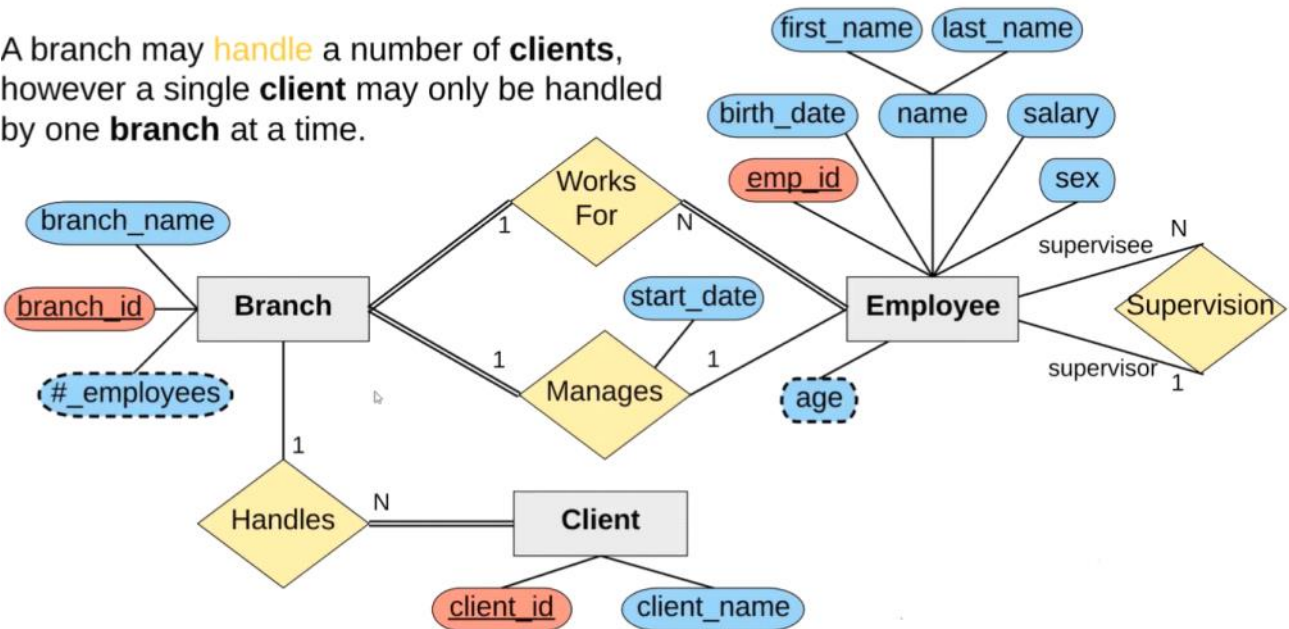 A branch may handle a number of clients,
however a single client may only be handled
by one branch at a time.
first_name
last_name
birth_date
name
salary
emp_id
sex
Works
For
1
N
branch_name
branch_id
#_employees
Branch
start_date
Employee
supervisee
N
Supervision
supervisor
1
1
Manages
1
age
1
Handles
N
Client
client_id
client_name